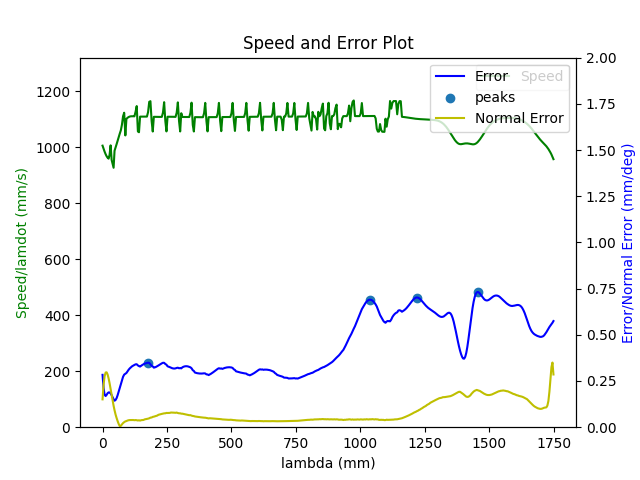 Speed and Error Plot
Error
Speed
peaks
Normal Error
1200
1000
800
600
400
200
0
Speed/lamdot (mm/s)
2.00
1.75
1.50
1.25
1.00
0.75
0.50
0.25
0.00
Error/Normal Error (mm/deg)
0 250 500 750 1000 1250 1500 1750
lambda (mm)